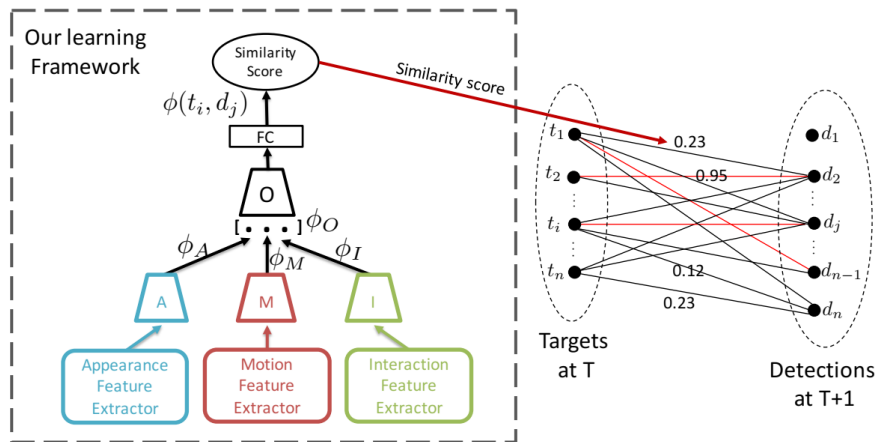 Our learning
Framework
Similarity
Score
ϕ(t_i, d_j)
FC
O
[ ] ϕ_O
ϕ_A
ϕ_M
ϕ_I
A
M
I
Appearance
Feature
Extractor
Motion
Feature
Extractor
Interaction
Feature
Extractor
Similarity score
t_1
t_2
t_i
t_n
0.23
0.95
0.12
0.23
d_1
d_2
d_j
d_{n-1}
d_n
Targets
at T
Detections
at T+1